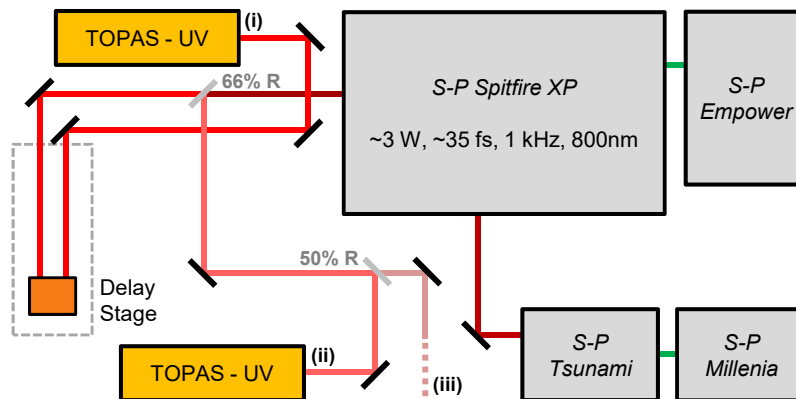 TOPAS - UV
(i)
66% R
S-P Spitfire XP
~3 W, ~35 fs, 1 kHz, 800nm
S-P
Empower
50% R
Delay
Stage
TOPAS - UV
(ii)
(iii)
S-P
Tsunami
S-P
Millenia